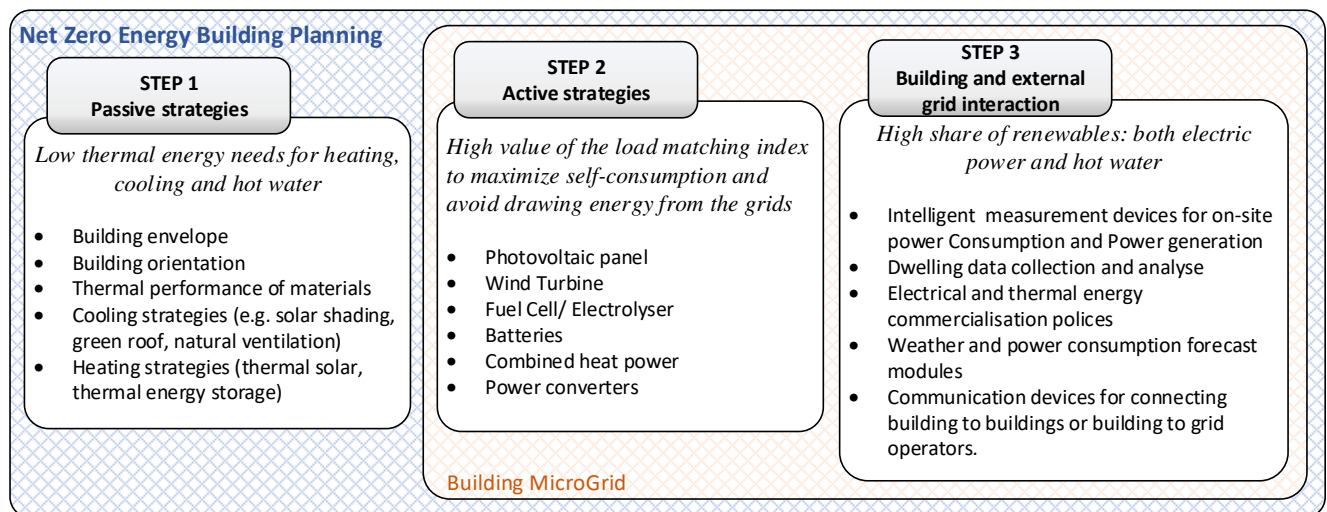 Net Zero Energy Building Planning
STEP 1
Passive strategies
Low thermal energy needs for heating,
cooling and hot water
• Building envelope
• Building orientation
• Thermal performance of materials
• Cooling strategies (e.g. solar shading,
green roof, natural ventilation)
• Heating strategies (thermal solar,
thermal energy storage)
STEP 2
Active strategies
High value of the load matching index
to maximize self-consumption and
avoid drawing energy from the grids
• Photovoltaic panel
• Wind Turbine
• Fuel Cell/ Electrolyser
• Batteries
• Combined heat power
• Power converters
STEP 3
Building and external
grid interaction
High share of renewables: both electric
power and hot water
• Intelligent measurement devices for on-site
power Consumption and Power generation
• Dwelling data collection and analyse
• Electrical and thermal energy
commercialisation polices
• Weather and power consumption forecast
modules
• Communication devices for connecting
building to buildings or building to grid
operators.
Building MicroGrid